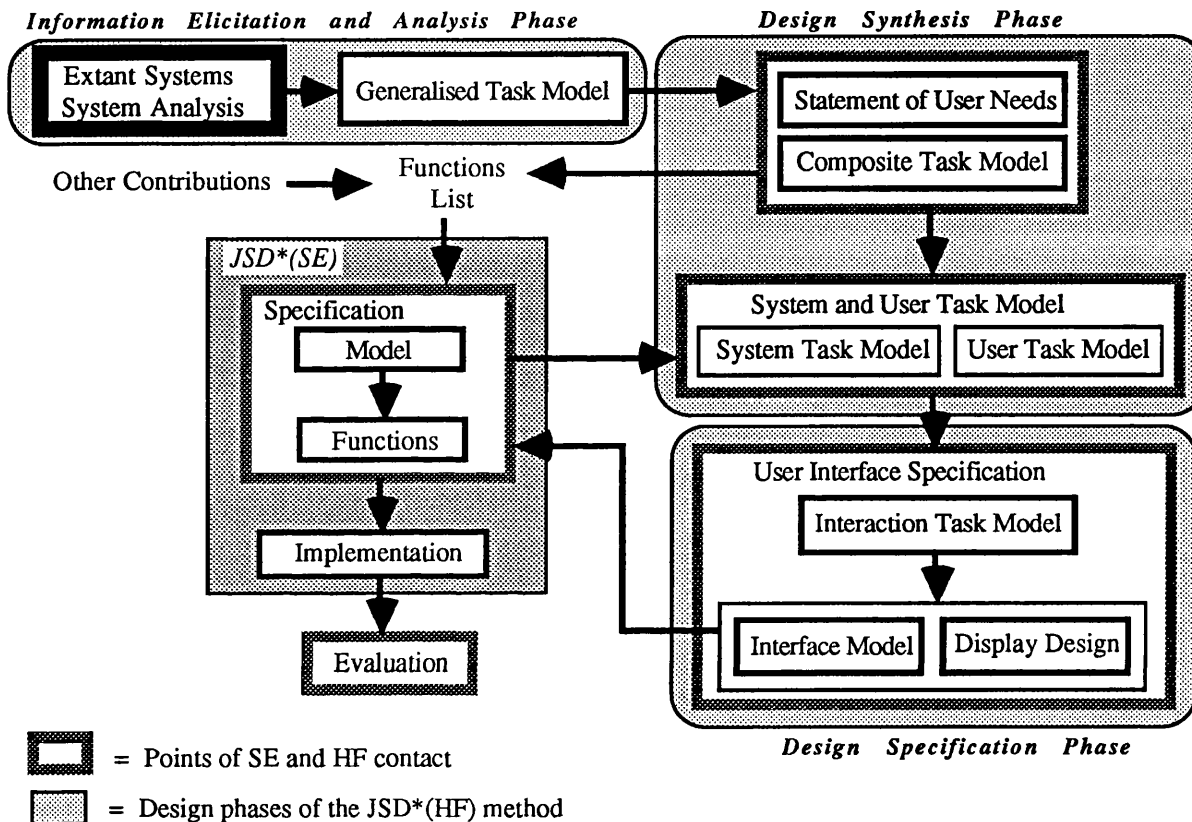 Information Elicitation and Analysis Phase
Design Synthesis Phase
Extant Systems
System Analysis
Generalised Task Model
Statement of User Needs
Composite Task Model
Other Contributions
Functions
List
JSD*(SE)
Specification
Model
Functions
Implementation
Evaluation
System and User Task Model
System Task Model
User Task Model
User Interface Specification
Interaction Task Model
Interface Model
Display Design
Design Specification Phase
= Points of SE and HF contact
= Design phases of the JSD*(HF) method